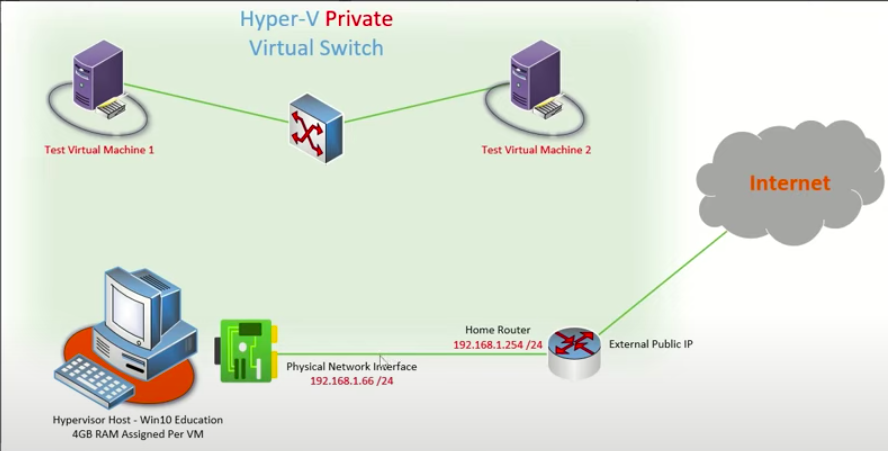 Hyper-V Private
Virtual Switch
Test Virtual Machine 1
Test Virtual Machine 2
Internet
Home Router
192.168.1.254 /24
External Public IP
Physical Network Interface
192.168.1.66 /24
Hypervisor Host - Win10 Education
4GB RAM Assigned Per VM